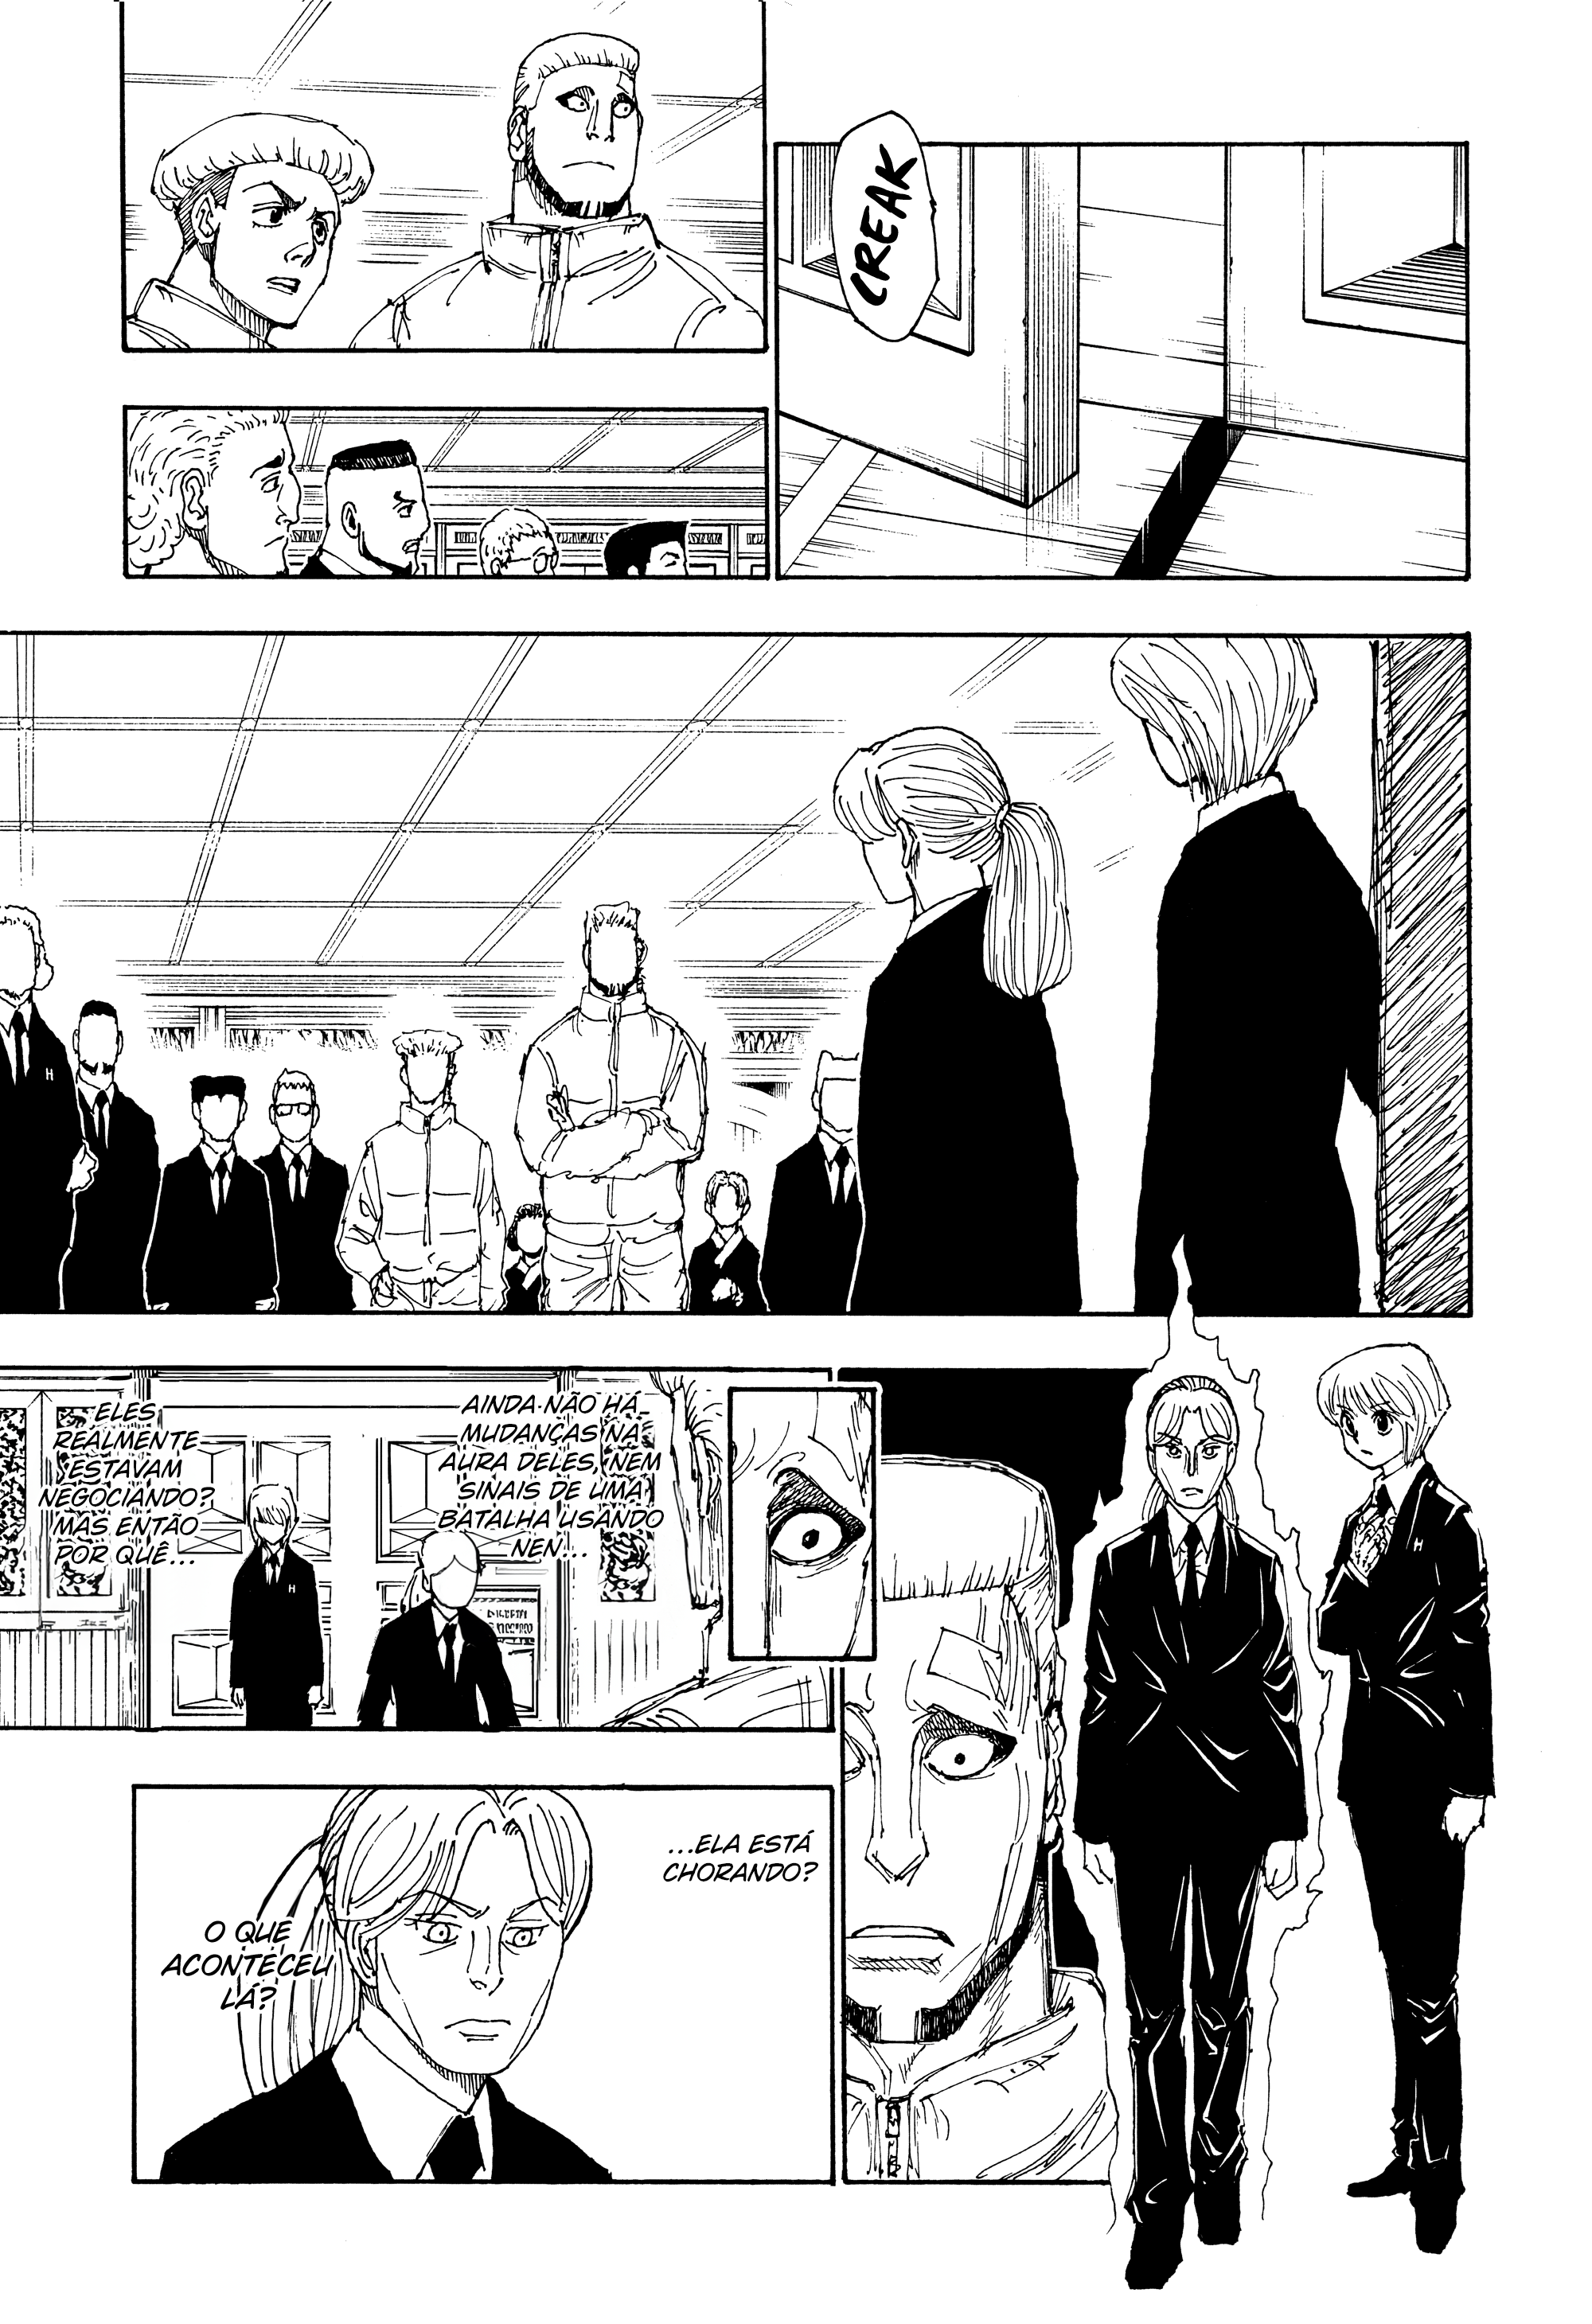 CREAK
AINDA NÃO HÁ
MUDANÇAS NA
AURA DELES, NEM
SINAIS DE UMA
BATALHA USANDO
NEN...
ELES
REALMENTE
ESTAVAM
NEGOCIANDO?
MAS ENTÃO
POR QUÊ...
...ELA ESTÁ
CHORANDO?
O QUE
ACONTECEU
LÁ?
H
H
H